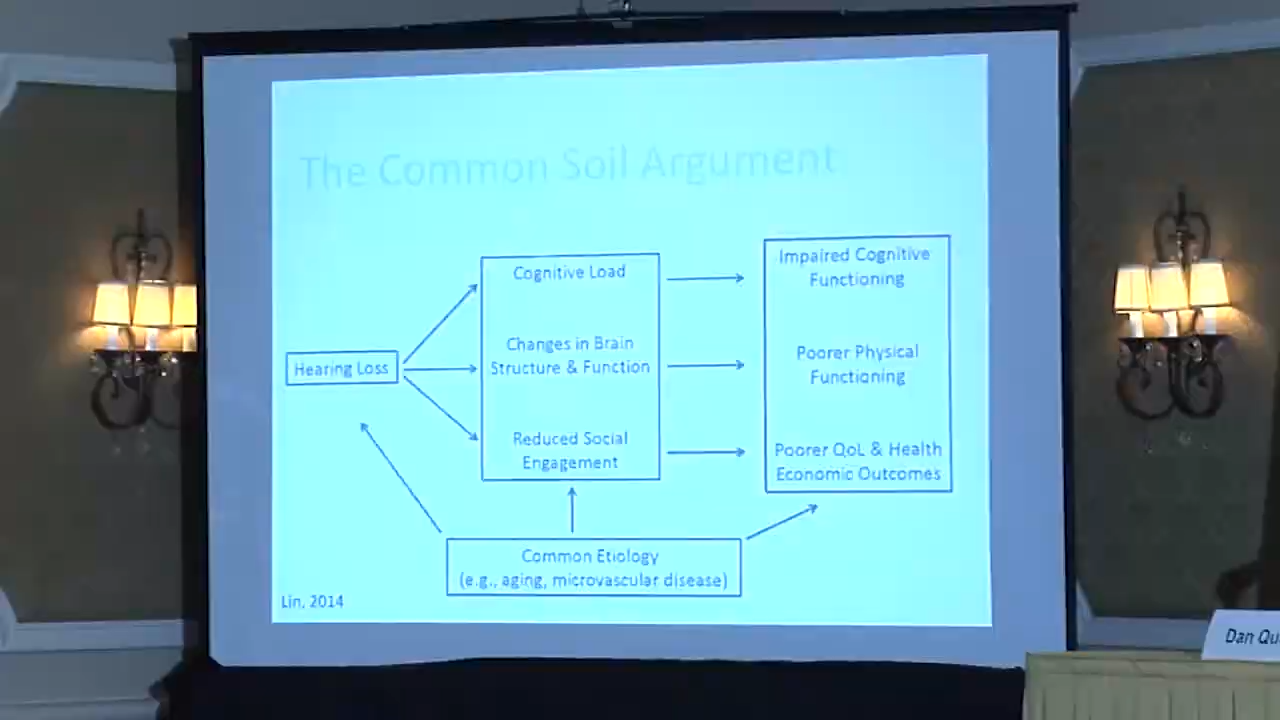 The Common Soil Argument
Cognitive Load
Changes in Brain
Structure & Function
Reduced Social
Engagement
Impaired Cognitive
Functioning
Poorer Physical
Functioning
Poorer QoL & Health
Economic Outcomes
Hearing Loss
Common Etiology
(e.g., aging, microvascular disease)
Lin, 2014
Dan